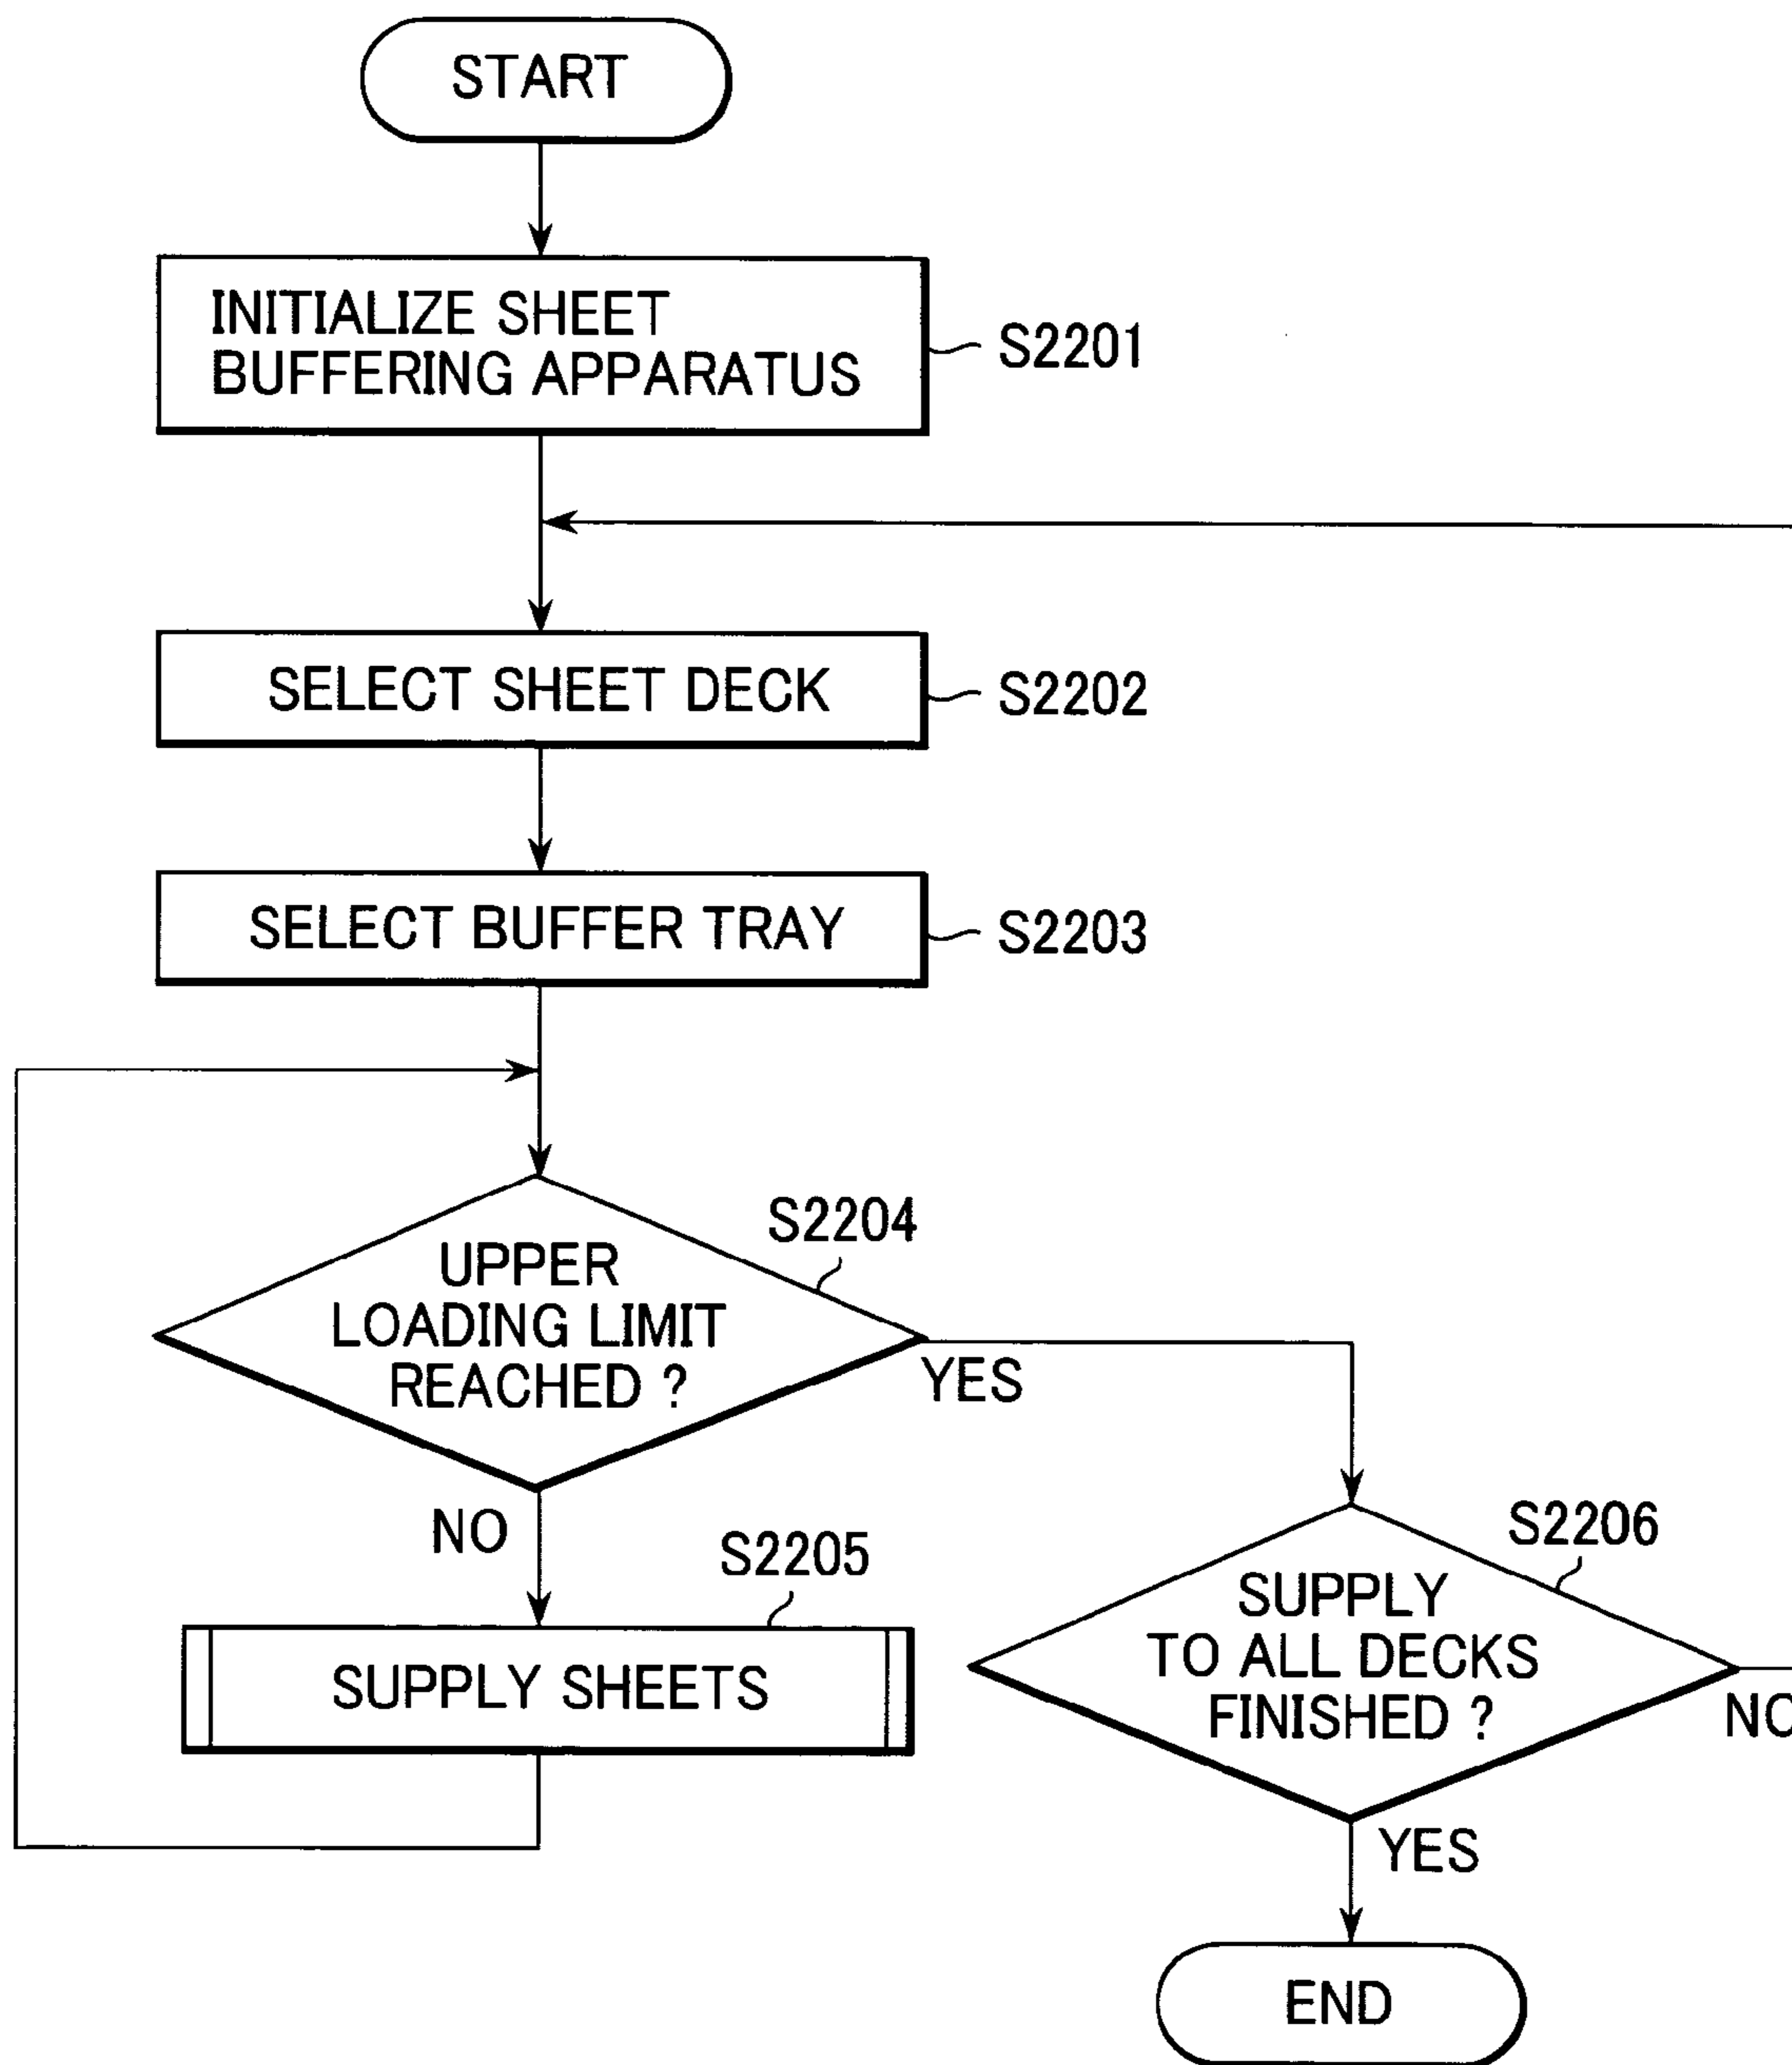 START
INITIALIZE SHEET
BUFFERING APPARATUS
S2201
SELECT SHEET DECK
S2202
SELECT BUFFER TRAY
S2203
S2204
UPPER
LOADING LIMIT
REACHED ?
YES
NO
S2205
SUPPLY SHEETS
S2206
SUPPLY
TO ALL DECKS
FINISHED ?
NO
YES
END